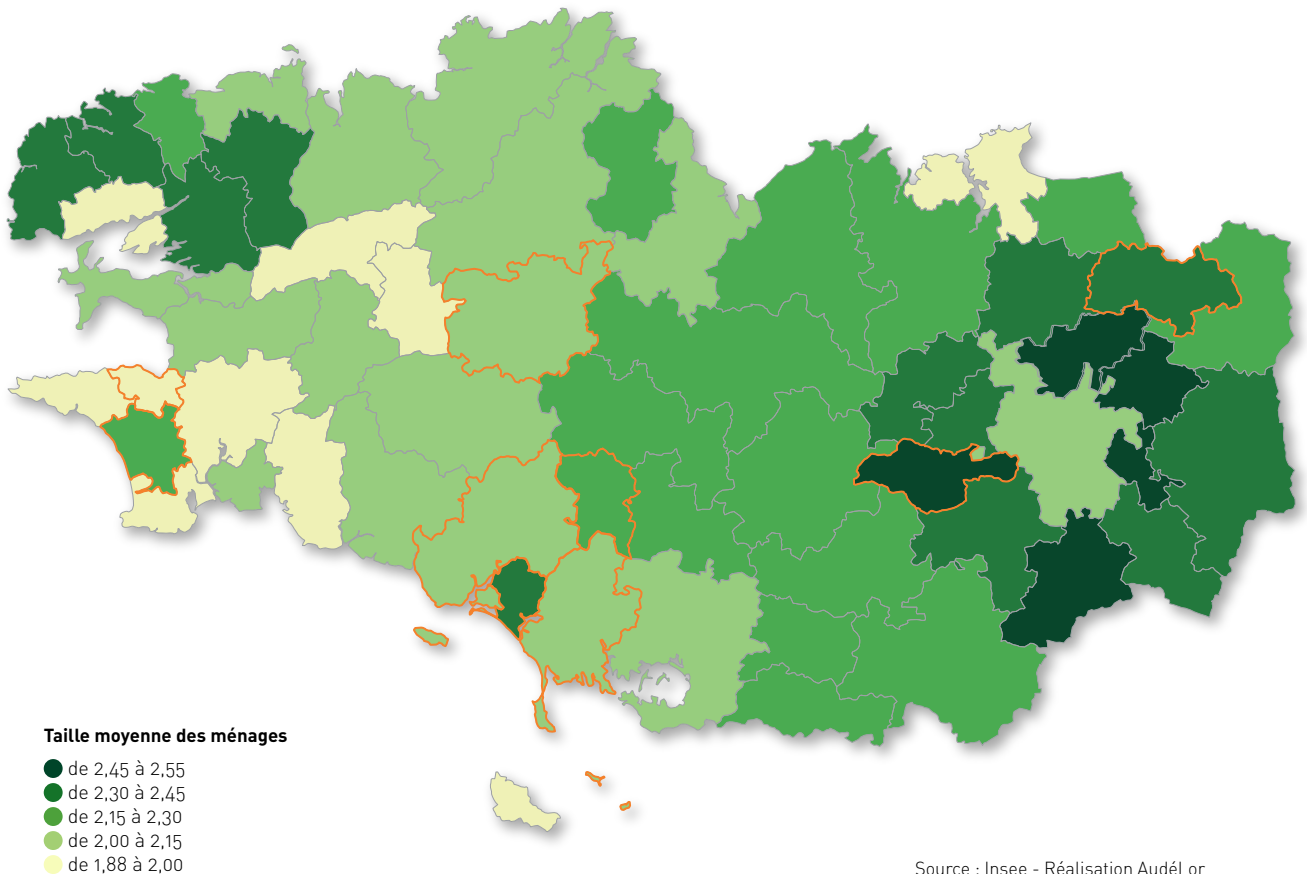 Taille moyenne des ménages
de 2,45 à 2,55
de 2,30 à 2,45
de 2,15 à 2,30
de 2,00 à 2,15
de 1,88 à 2,00
Source : Insee - Réalisation AudéLor